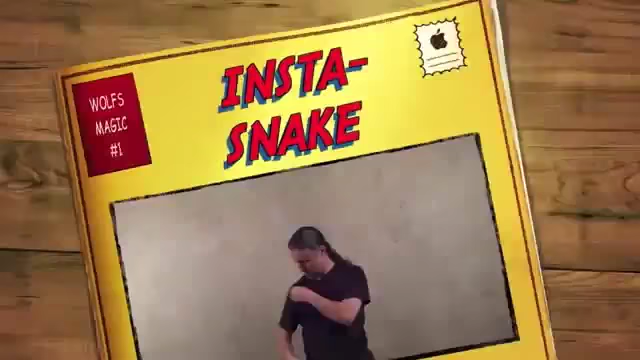 WOLFS
MAGIC
#1
INSTA-
SNAKE